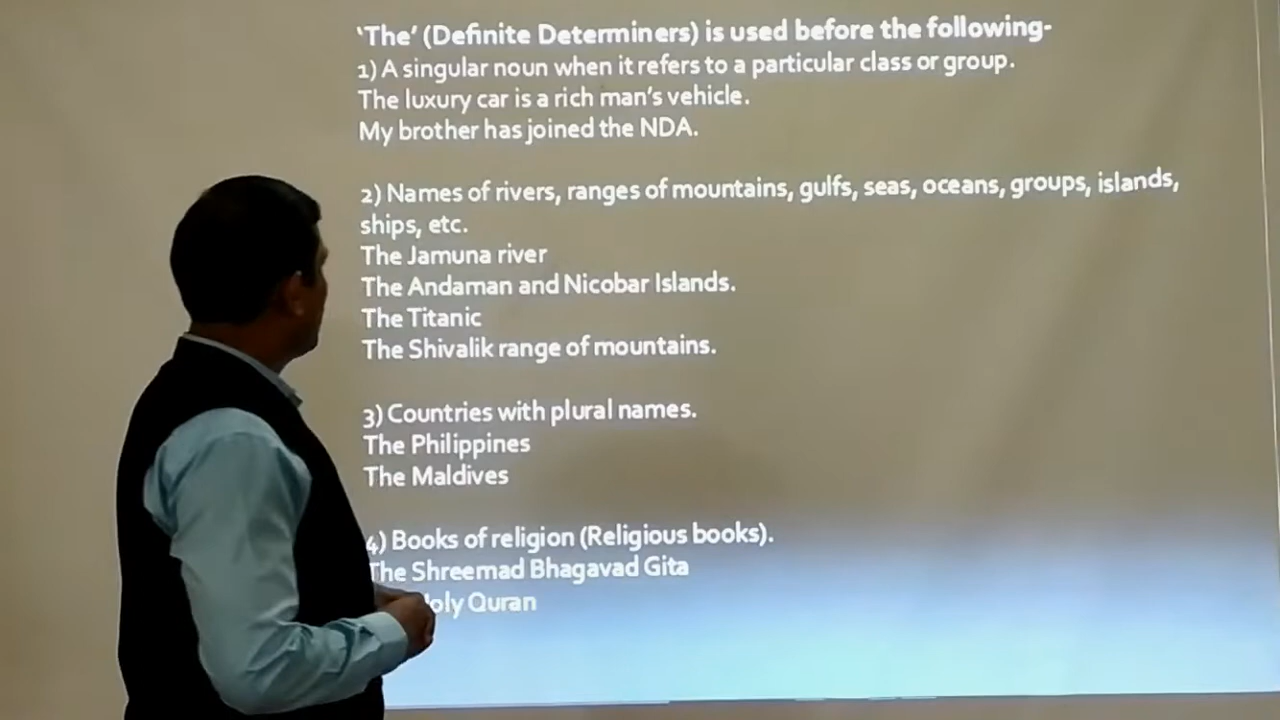 ‘The’ (Definite Determiners) is used before the following-
1) A singular noun when it refers to a particular class or group.
The luxury car is a rich man’s vehicle.
My brother has joined the NDA.
2) Names of rivers, ranges of mountains, gulfs, seas, oceans, groups, islands,
ships, etc.
The Jamuna river
The Andaman and Nicobar Islands.
The Titanic
The Shivalik range of mountains.
3) Countries with plural names.
The Philippines
The Maldives
4) Books of religion (Religious books).
The Shreemad Bhagavad Gita
Quran